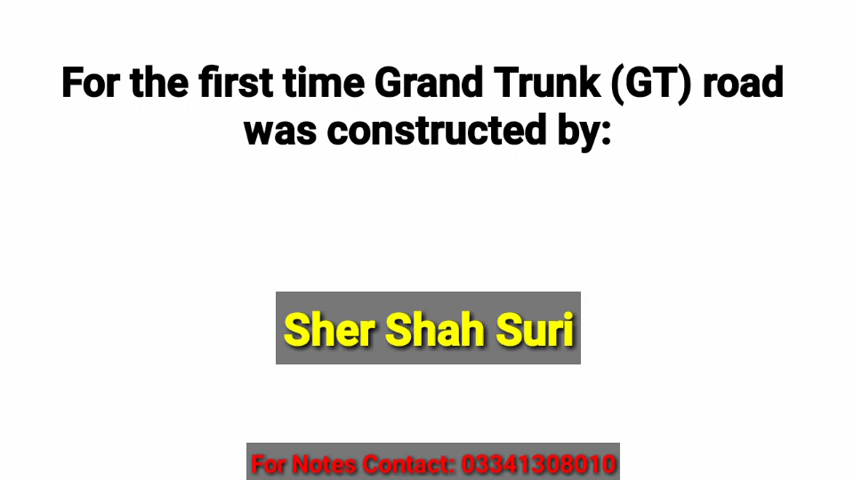 For the first time Grand Trunk (GT) road
was constructed by:
Sher Shah Suri
For Notes Contact: 03341308010